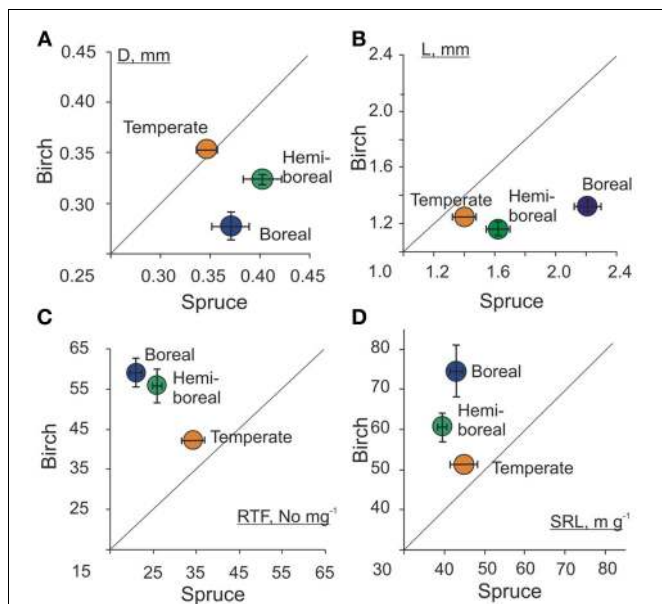 A
D, mm
0.45
0.40
0.35
0.30
0.25
Birch
Temperate
Hemi-
boreal
Boreal
0.30
0.35
0.40
0.45
Spruce
B
L, mm
2.4
2.0
1.6
1.2
1.0
Birch
Temperate
Hemi-
boreal
Boreal
1.2
1.6
2.2
2.4
Spruce
C
65
55
45
35
25
15
Birch
Boreal
Hemi-
boreal
Temperate
RTF, No mg⁻¹
25
35
45
55
65
Spruce
D
80
70
60
50
40
30
Birch
Boreal
Hemi-
boreal
Temperate
SRL, m g⁻¹
40
50
60
70
80
Spruce